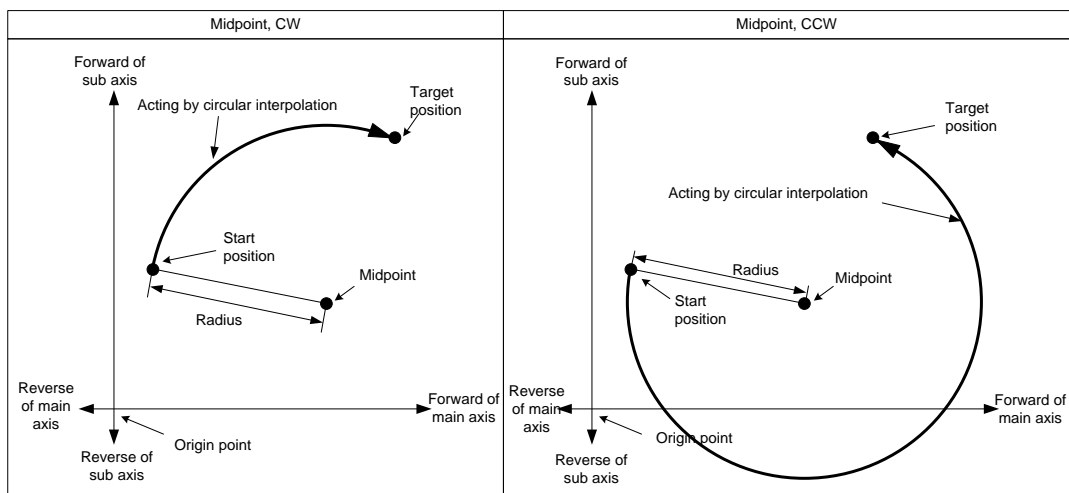 Midpoint, CW
Midpoint, CCW
Forward of
sub axis
Acting by circular interpolation
Target
position
Start
position
Midpoint
Radius
Reverse
of main
axis
Forward of
main axis
Origin point
Reverse of
sub axis
Forward of
sub axis
Target
position
Acting by circular interpolation
Radius
Midpoint
Start
position
Reverse
of main
axis
Forward of
main axis
Origin point
Reverse of
sub axis